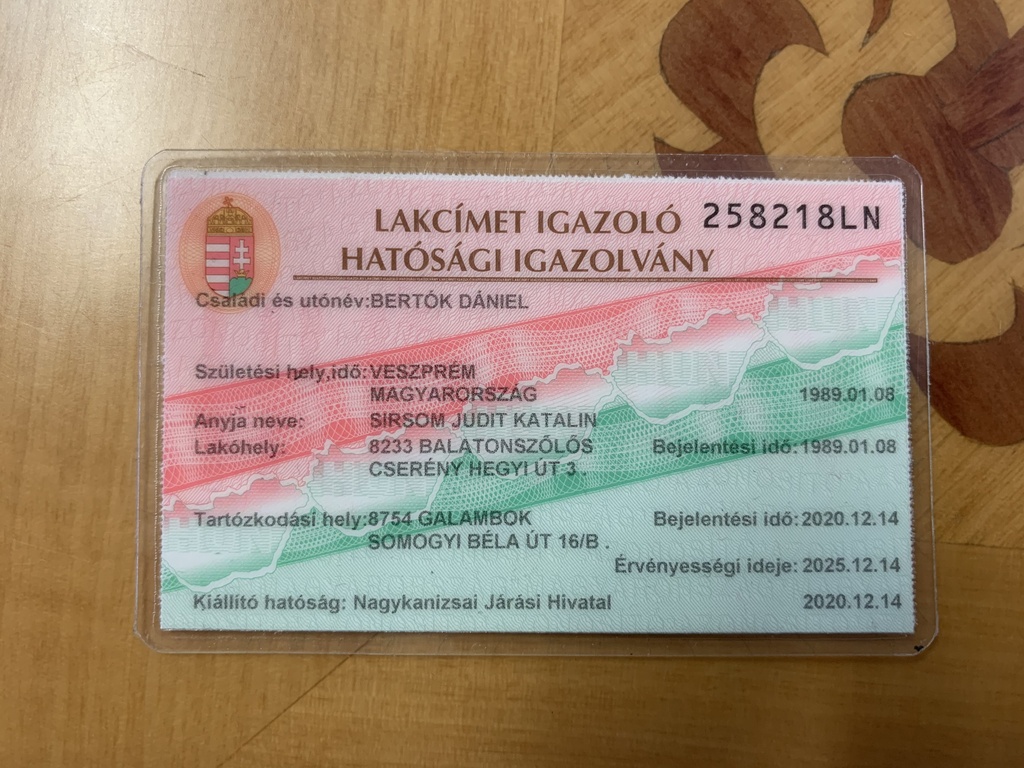 LAKCÍMET IGAZOLÓ 258218LN
HATÓSÁGI IGAZOLVÁNY
Családi és utónév:BERTÓK DÁNIEL
Születési hely,idő:VESZPRÉM
MAGYARORSZÁG 1989.01.08
Anyja neve: SIRSOM JUDIT KATALIN
Lakóhely: 8233 BALATONSZŐLŐS Bejelentési idő:1989.01.08
CSERÉNY HEGYI ÚT 3 .
Tartózkodási hely:8754 GALAMBOK Bejelentési idő:2020.12.14
SOMOGYI BÉLA ÚT 16/B .
Érvényességi ideje: 2025.12.14
Kiállító hatóság: Nagykanizsai Járási Hivatal 2020.12.14